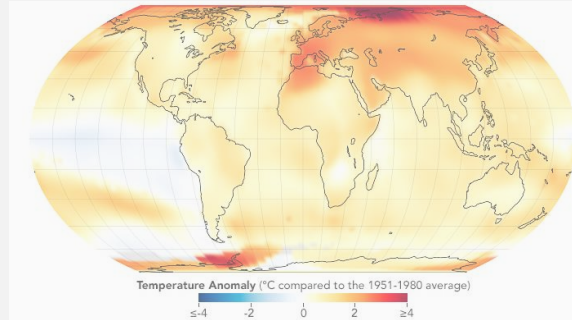 Temperature Anomaly (°C compared to the 1951-1980 average)
≤-4 -2 0 2 ≥4